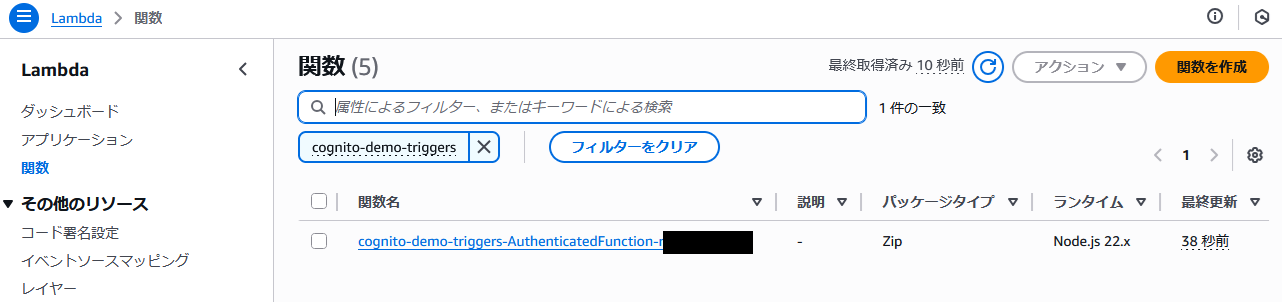 Lambda > 関数
Lambda
ダッシュボード
アプリケーション
関数
その他のリソース
コード署名設定
イベントソースマッピング
レイヤー
関数 (5)
最終取得済み 10 秒前
アクション
関数を作成
属性によるフィルター、またはキーワードによる検索
1 件の一致
cognito-demo-triggers
フィルターをクリア
1
関数名 説明 パッケージタイプ ランタイム 最終更新
cognito-demo-triggers-AuthenticatedFunction-r - Zip Node.js 22.x 38 秒前